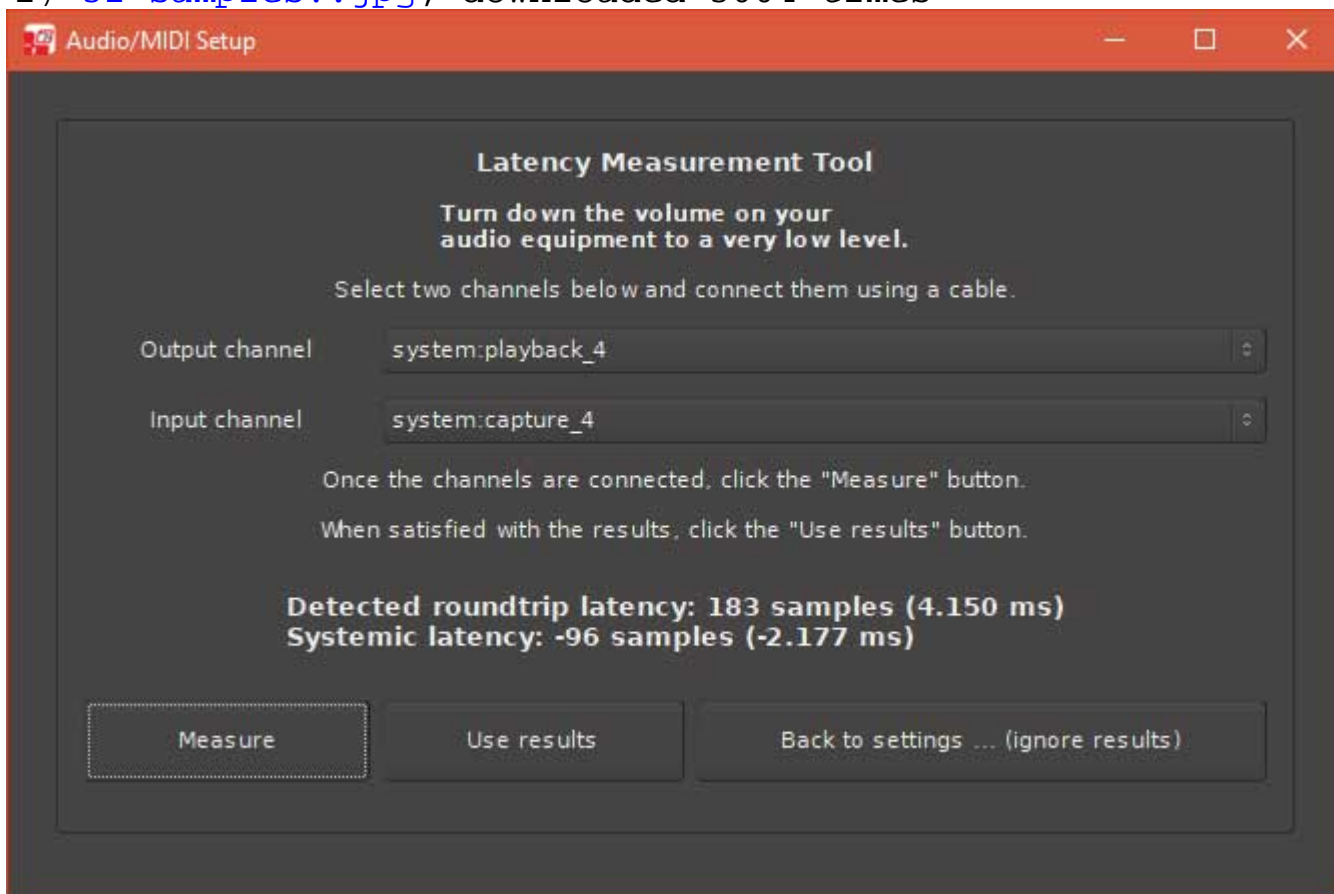 Audio/MIDI Setup
Latency Measurement Tool
Turn down the volume on your
audio equipment to a very low level.
Select two channels below and connect them using a cable.
Output channel system:playback_4
Input channel system:capture_4
Once the channels are connected, click the "Measure" button.
When satisfied with the results, click the "Use results" button.
Detected roundtrip latency: 183 samples (4.150 ms)
Systemic latency: -96 samples (-2.177 ms)
Measure Use results Back to settings ... (ignore results)